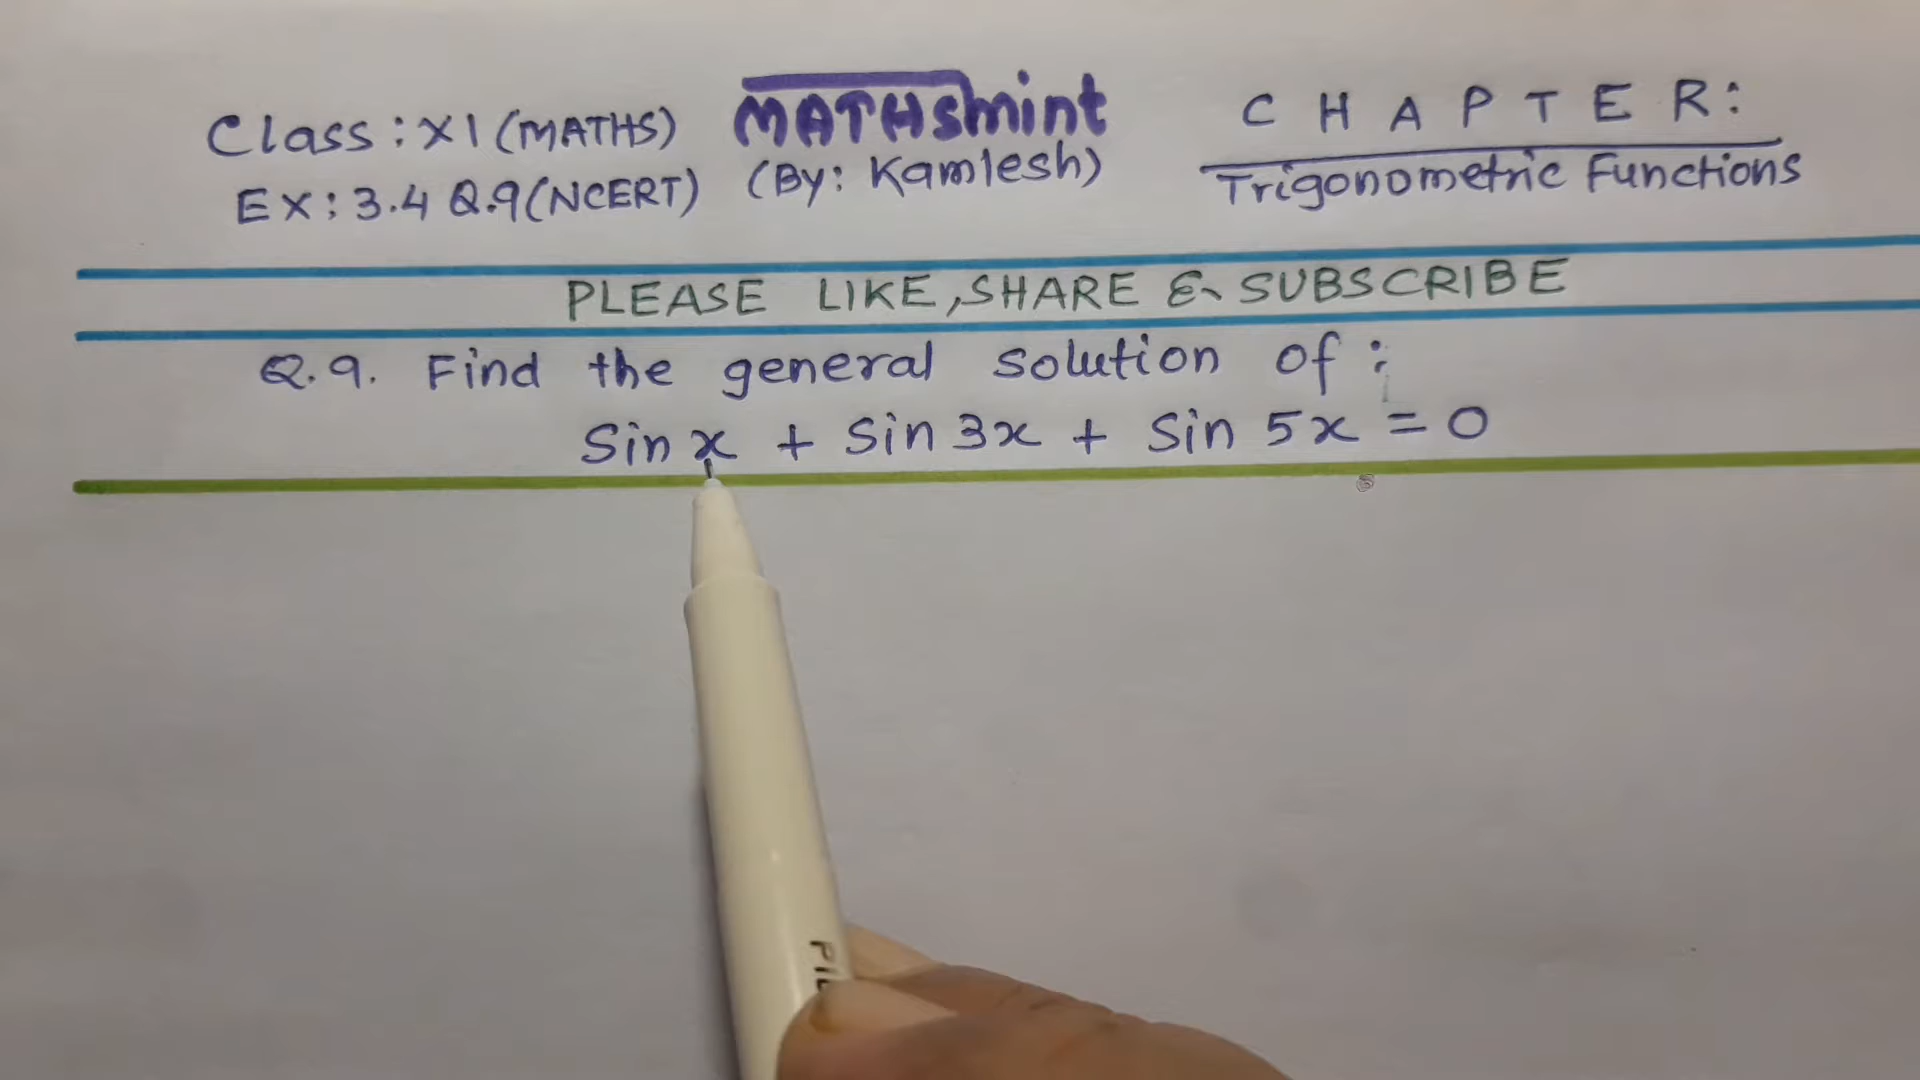 Class : XI (MATHS)
EX : 3.4 Q.9 (NCERT)
MATHSmint
(By: Kamlesh)
CHAPTER:
Trigonometric Functions
PLEASE LIKE, SHARE & SUBSCRIBE
Q.9. Find the general solution of :
Sin x + Sin 3x + Sin 5x = 0